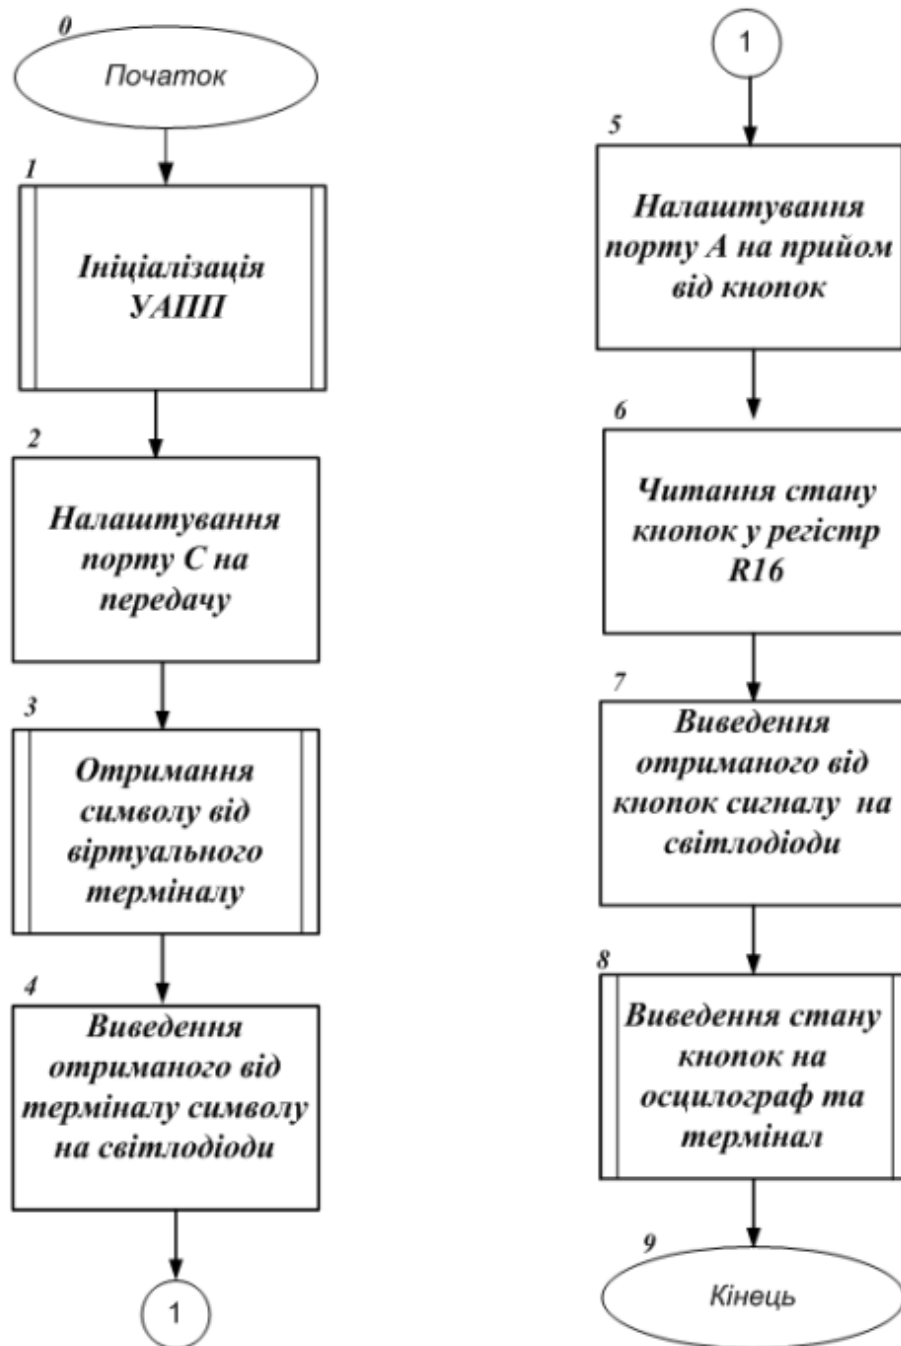 0
Початок
1
Ініціалізація
УАПП
2
Налаштування
порту С на
передачу
3
Отримання
символу від
віртуального
терміналу
4
Виведення
отриманого від
терміналу символу
на світлодіоди
1
1
5
Налаштування
порту А на прийом
від кнопок
6
Читання стану
кнопок у регістр
R16
7
Виведення
отриманого від
кнопок сигналу на
світлодіоди
8
Виведення стану
кнопок на
осцилограф та
термінал
9
Кінець